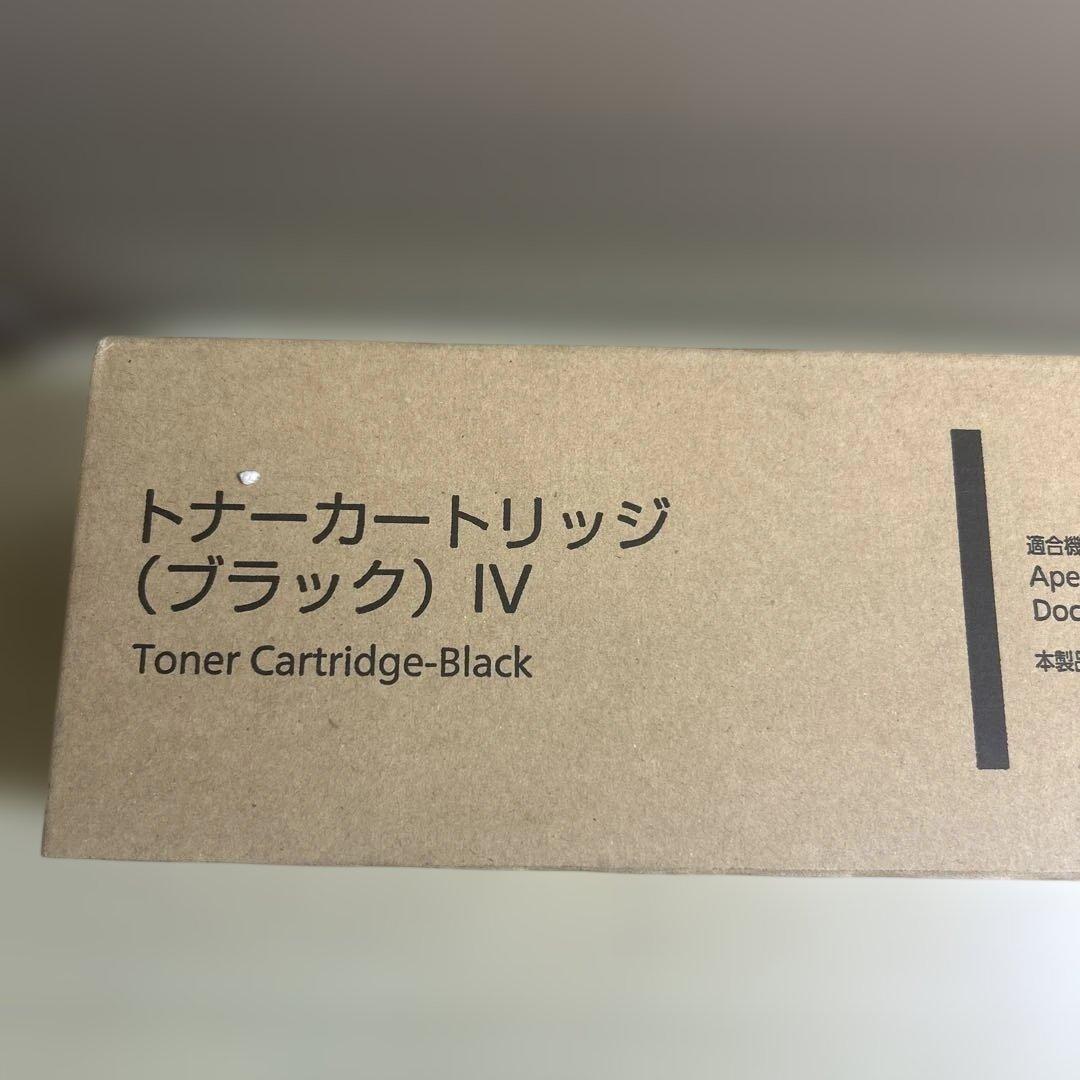 トナーカートリッジ
（ブラック）IV
Toner Cartridge-Black
適合機
Ape
Doc
本製品